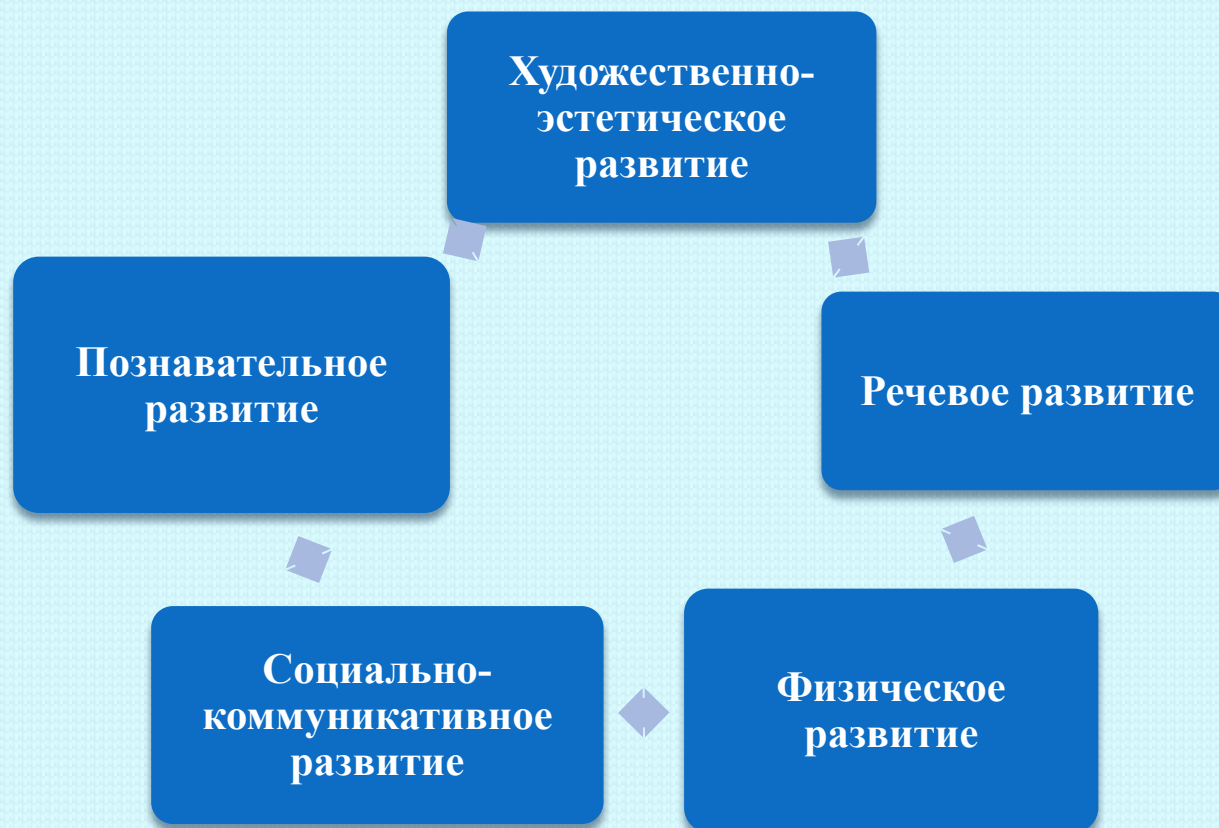 Художественно-
эстетическое
развитие
Познавательное
развитие
Речевое развитие
Социально-
коммуникативное
развитие
Физическое
развитие